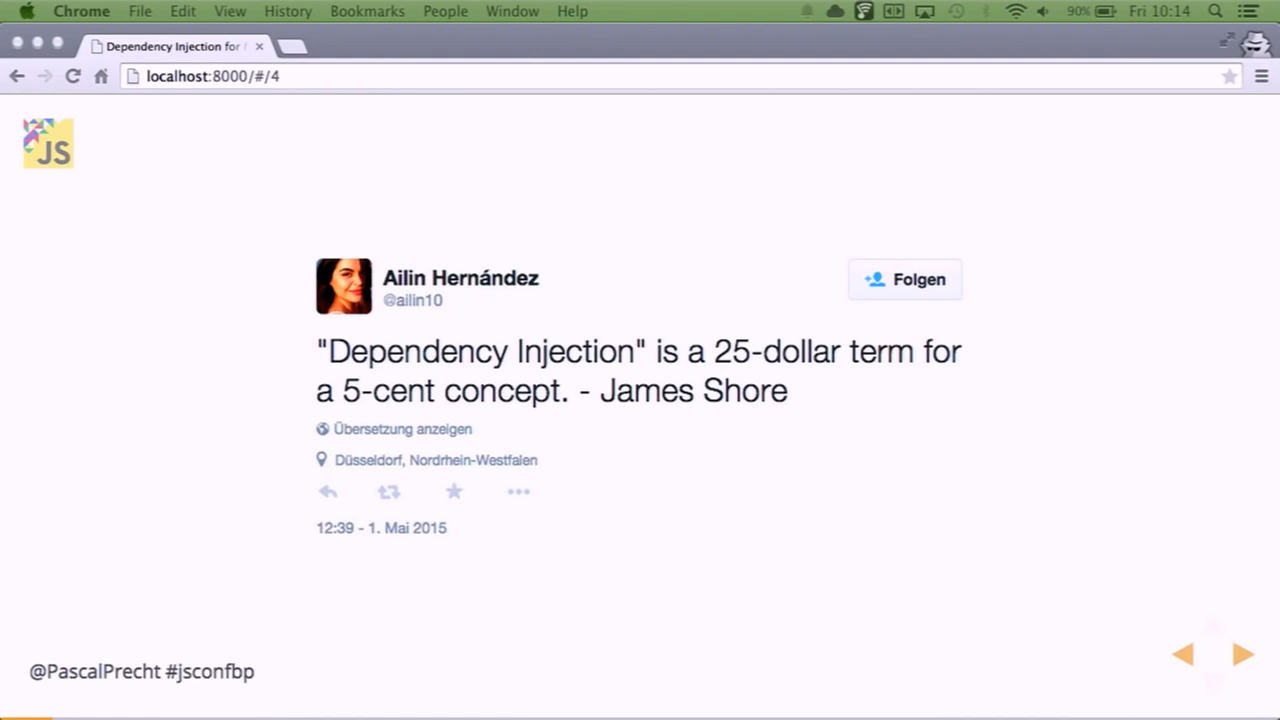 Chrome File Edit View History Bookmarks People Window Help 90% Fri 10:14
Dependency Injection for
localhost:8000/#/4
JS
Ailin Hernández
@ailin10
Folgen
"Dependency Injection" is a 25-dollar term for
a 5-cent concept. - James Shore
Übersetzung anzeigen
Düsseldorf, Nordrhein-Westfalen
12:39 - 1. Mai 2015
@PascalPrecht #jsconfbp